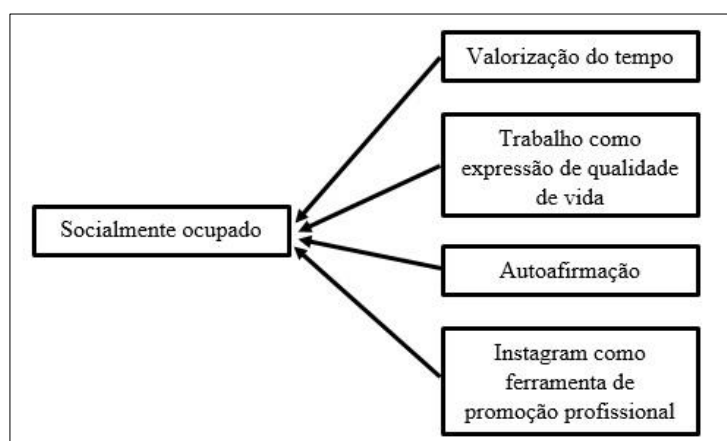 Valorização do tempo
Trabalho como
expressão de qualidade
de vida
Socialmente ocupado
Autoafirmação
Instagram como
ferramenta de
promoção profissional